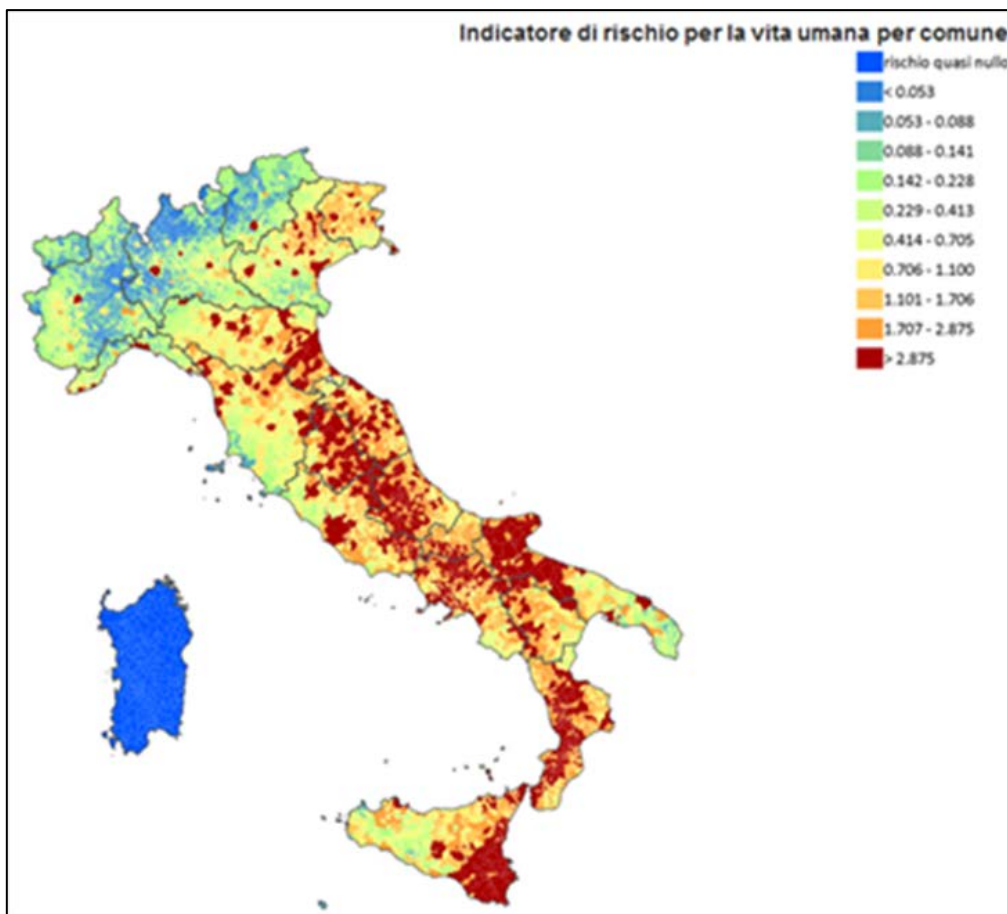 Indicatore di rischio per la vita umana per comune
rischio quasi nullo
< 0.053
0.053 - 0.088
0.088 - 0.141
0.142 - 0.228
0.229 - 0.413
0.414 - 0.705
0.706 - 1.100
1.101 - 1.706
1.707 - 2.875
> 2.875